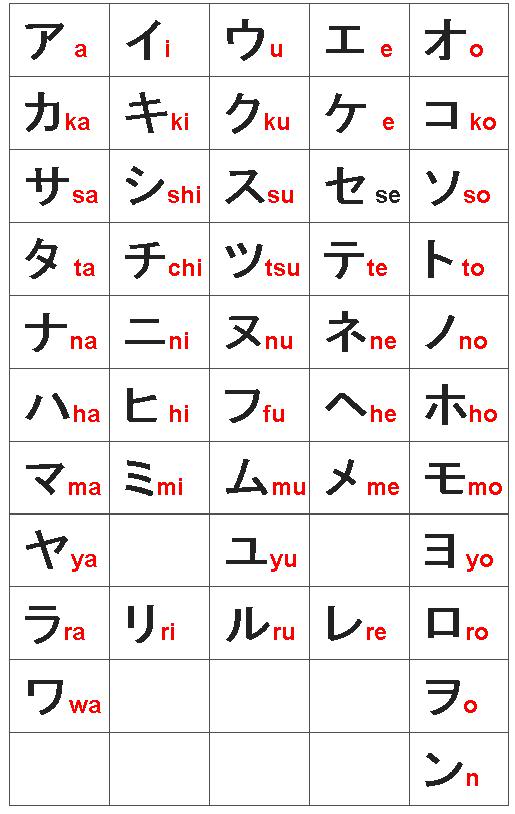 ア a イ i ウ u エ e オ o
カ ka キ ki ク ku ケ e コ ko
サ sa シ shi ス su セ se ソ so
タ ta チ chi ツ tsu テ te ト to
ナ na ニ ni ヌ nu ネ ne ノ no
ハ ha ヒ hi フ fu ヘ he ホ ho
マ ma ミ mi ム mu メ me モ mo
ヤ ya ユ yu ヨ yo
ラ ra リ ri ル ru レ re ロ ro
ワ wa ヲ o
ン n